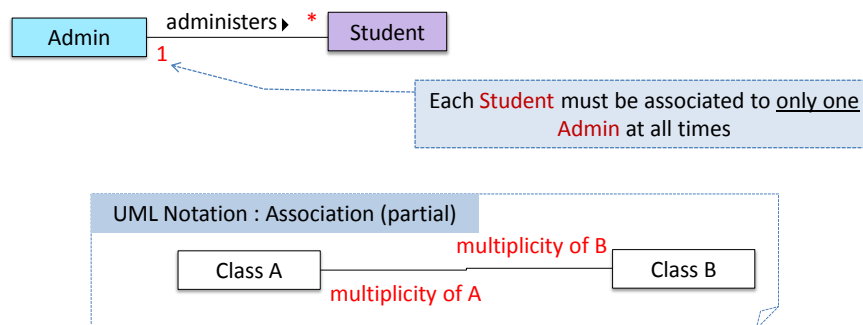 administers *
Admin
Student
1
Each Student must be associated to only one
Admin at all times
UML Notation : Association (partial)
multiplicity of B
Class A
Class B
multiplicity of A